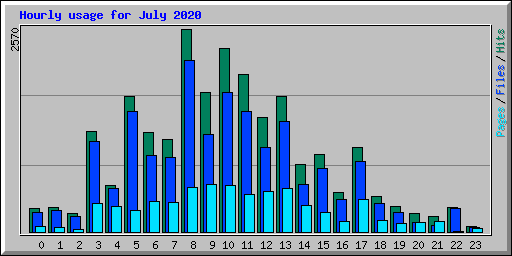 Hourly usage for July 2020
2570
Pages / Files / Hits
0 1 2 3 4 5 6 7 8 9 10 11 12 13 14 15 16 17 18 19 20 21 22 23